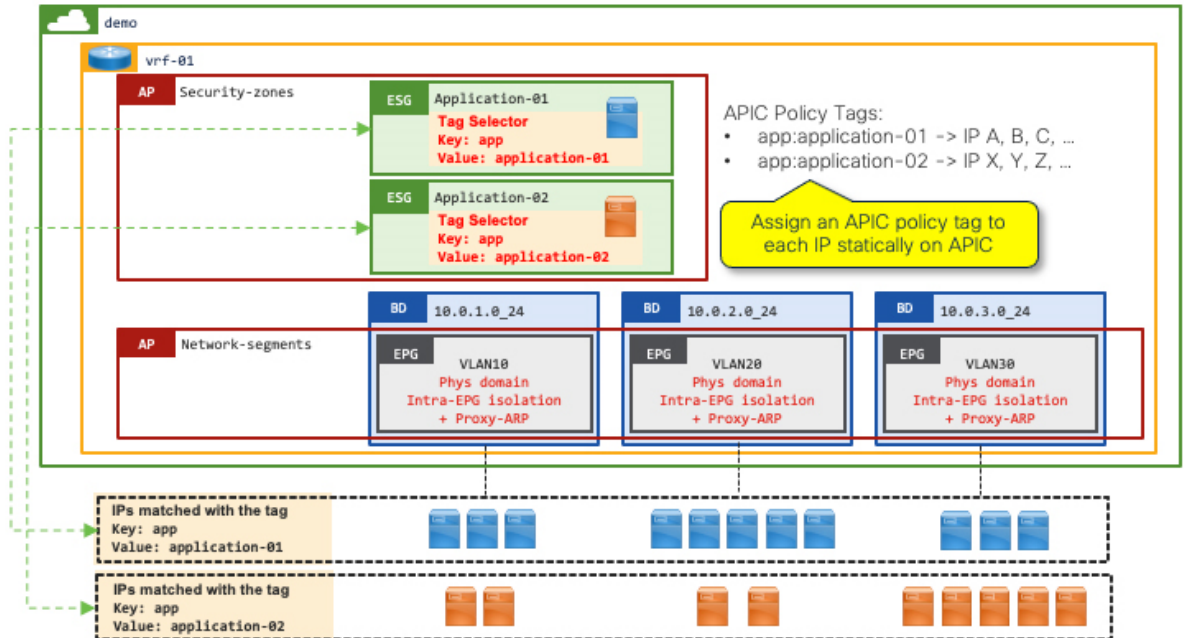 demo
vrf-01
AP
Security-zones
ESG
Application-01
Tag Selector
Key: app
Value: application-01
ESG
Application-02
Tag Selector
Key: app
Value: application-02
APIC Policy Tags:
• app:application-01 -> IP A, B, C, …
• app:application-02 -> IP X, Y, Z, …
Assign an APIC policy tag to
each IP statically on APIC
BD
10.0.1.0_24
BD
10.0.2.0_24
BD
10.0.3.0_24
AP
Network-segments
EPG
VLAN10
Phys domain
Intra-EPG isolation
+ Proxy-ARP
EPG
VLAN20
Phys domain
Intra-EPG isolation
+ Proxy-ARP
EPG
VLAN30
Phys domain
Intra-EPG isolation
+ Proxy-ARP
IPs matched with the tag
Key: app
Value: application-01
IPs matched with the tag
Key: app
Value: application-02